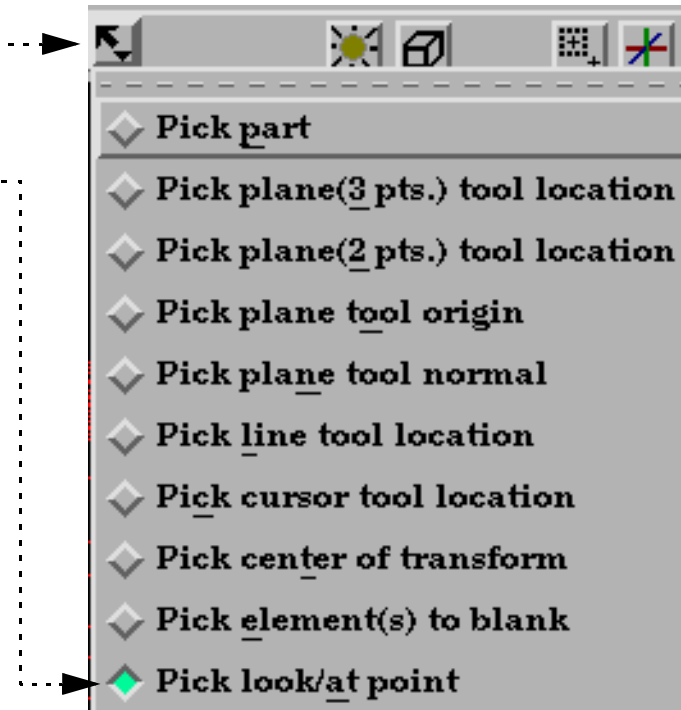 Pick part
Pick plane(3 pts.) tool location
Pick plane(2 pts.) tool location
Pick plane tool origin
Pick plane tool normal
Pick line tool location
Pick cursor tool location
Pick center of transform
Pick element(s) to blank
Pick look/at point